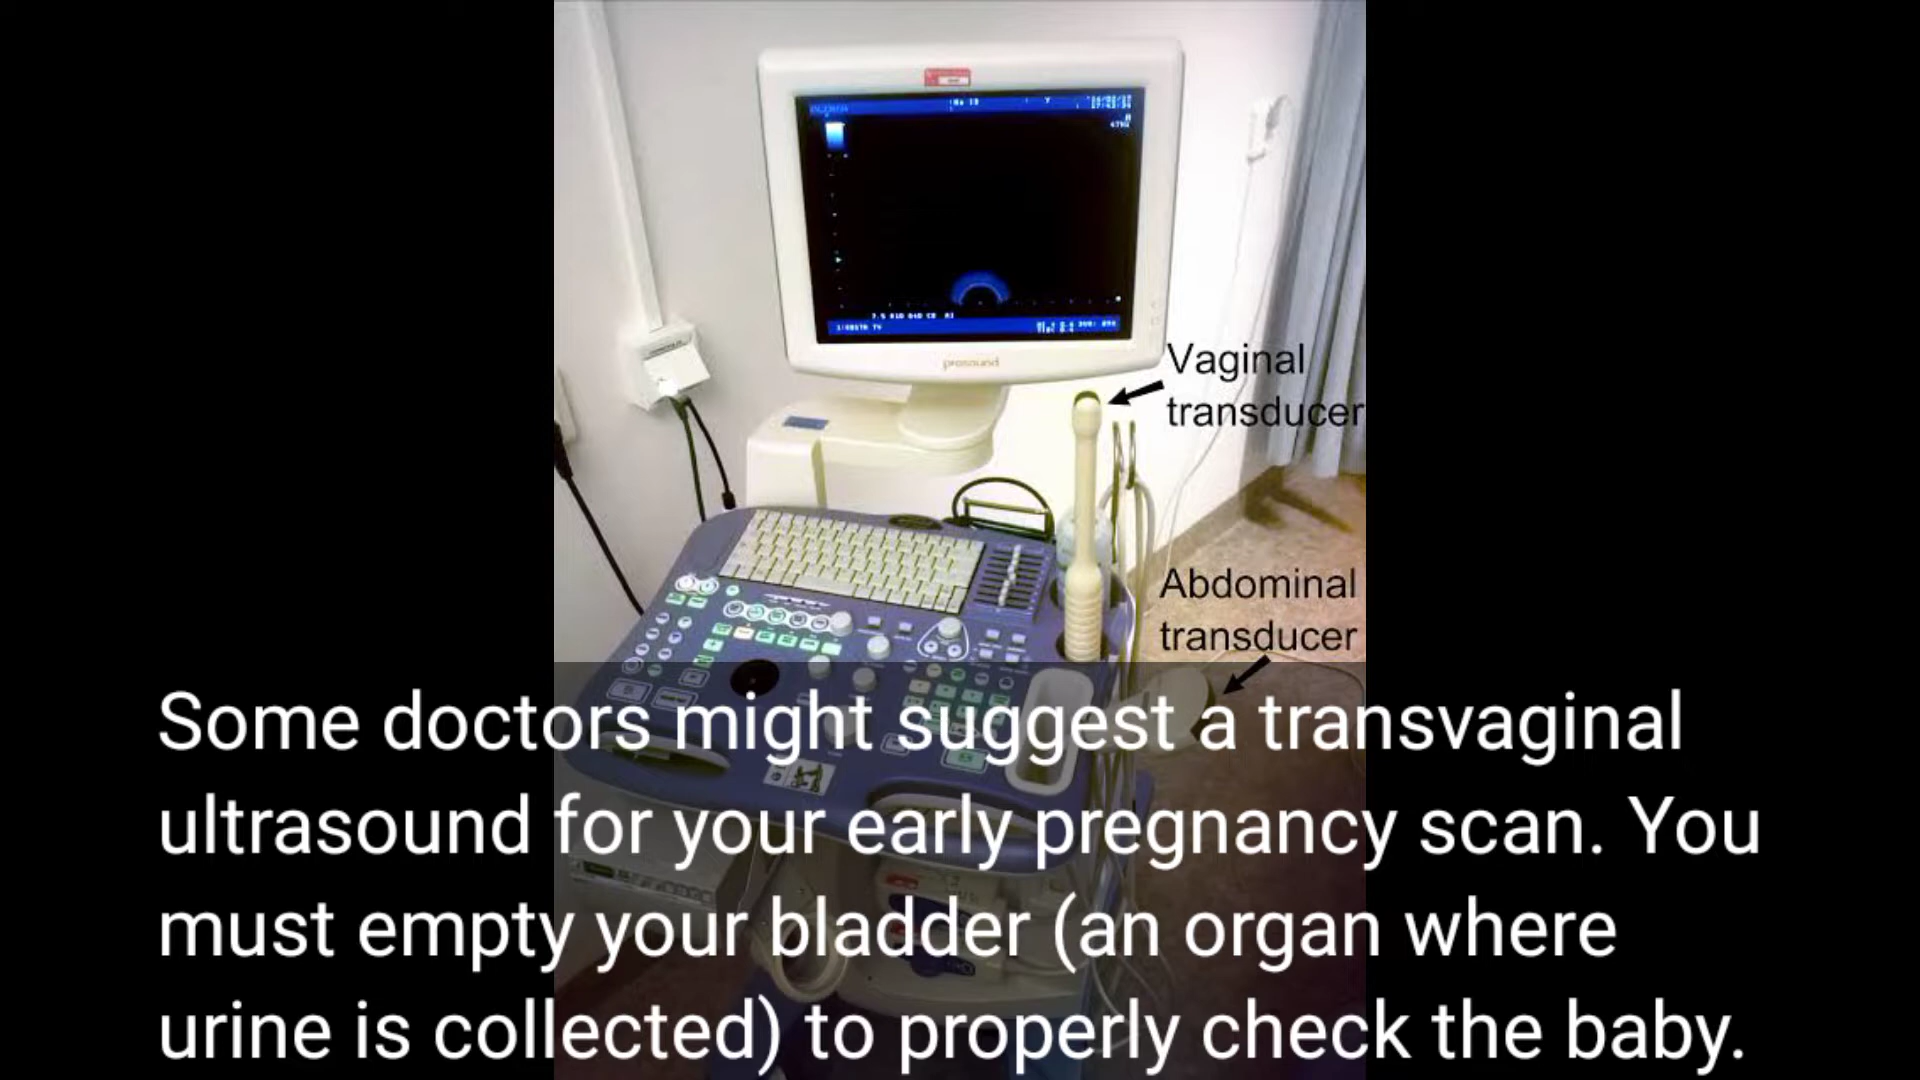 prosound
Vaginal
transducer
Abdominal
transducer
Some doctors might suggest a transvaginal
ultrasound for your early pregnancy scan. You
must empty your bladder (an organ where
urine is collected) to properly check the baby.